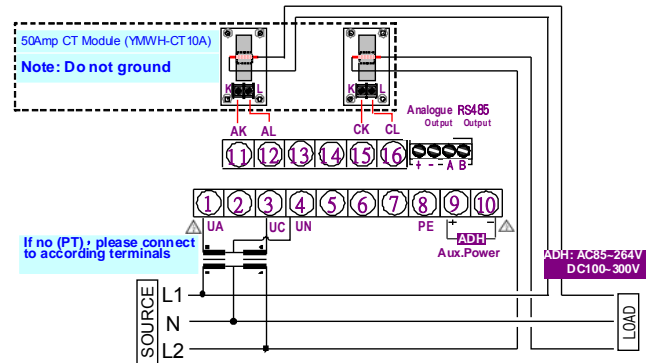 50Amp CT Module (YMWH-CT10A)
Note: Do not ground
K L
K L
AK AL
CK CL
Analogue RS485
Output Output
11 12 13 14 15 16
+ - - A B
1 2 3 4 5 6 7 8 9 10
UA UC UN PE + -
ADH
Aux.Power
If no (PT), please connect
to according terminals
ADH: AC85~264V
DC100~300V
SOURCE
L1
N
L2
LOAD